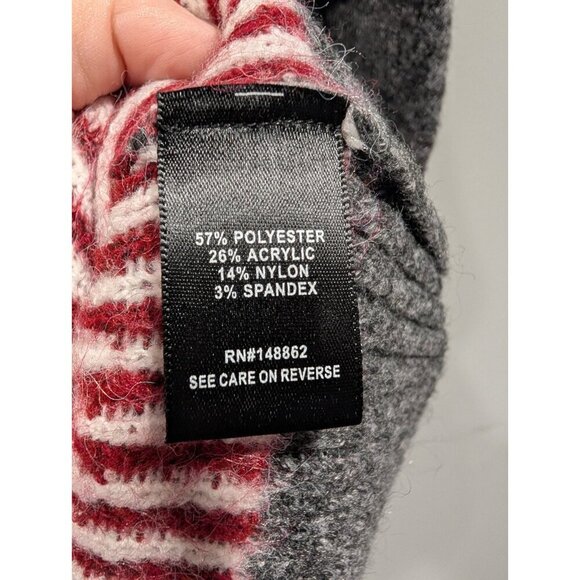 57% POLYESTER
26% ACRYLIC
14% NYLON
3% SPANDEX
RN#148862
SEE CARE ON REVERSE